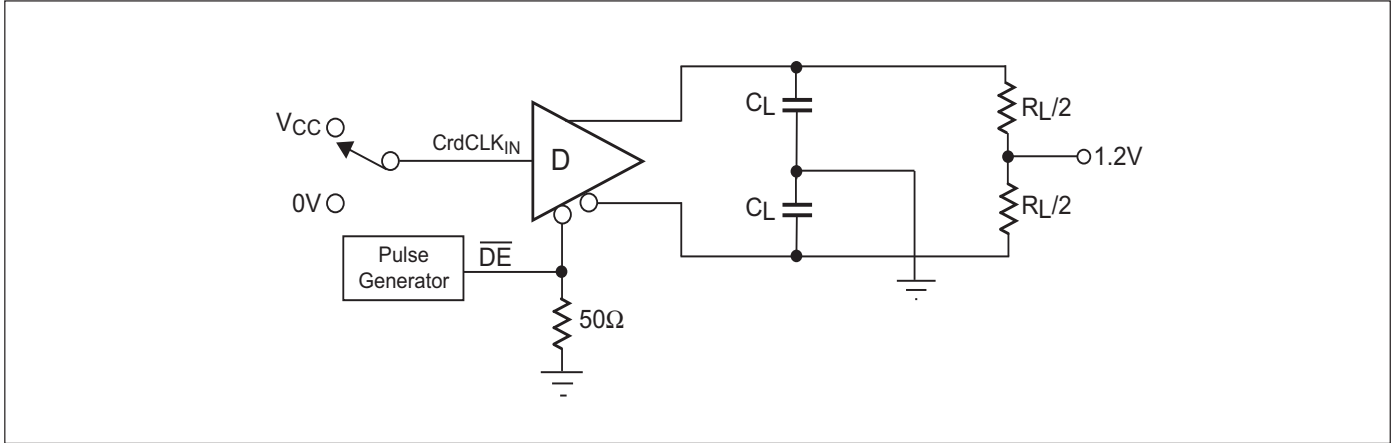 VCC
CrdCLKIN
0V
D
CL
CL
RL/2
RL/2
1.2V
Pulse
Generator
DE
50Ω